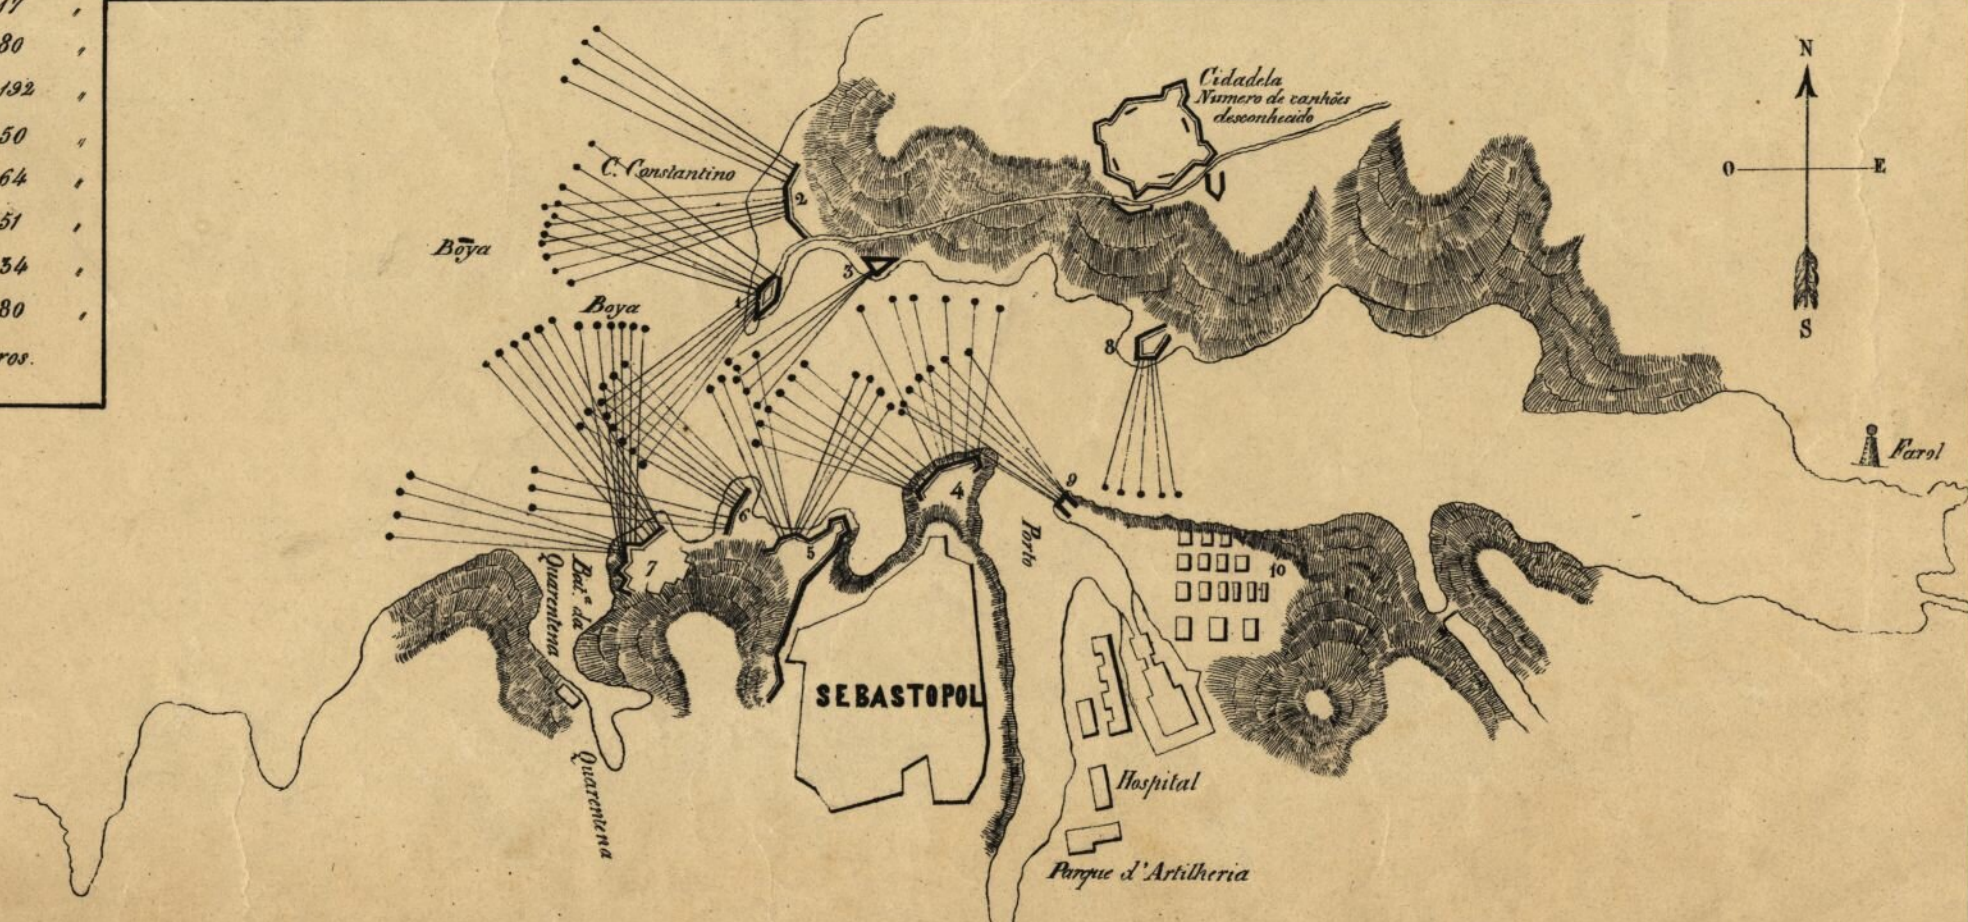 17 "
80 "
192 "
50 "
64 "
51 "
34 "
80 "
ros.
N
O E
S
Cidadela
Numero de canhões
desconhecido
C. Constantino
Boya
Boya
2
1
3
8
9
4
6
5
7
10
Farol
Porto
Bat.ª da
Quarentena
Quarentena
SEBASTOPOL
Hospital
Parque d'Artilheria